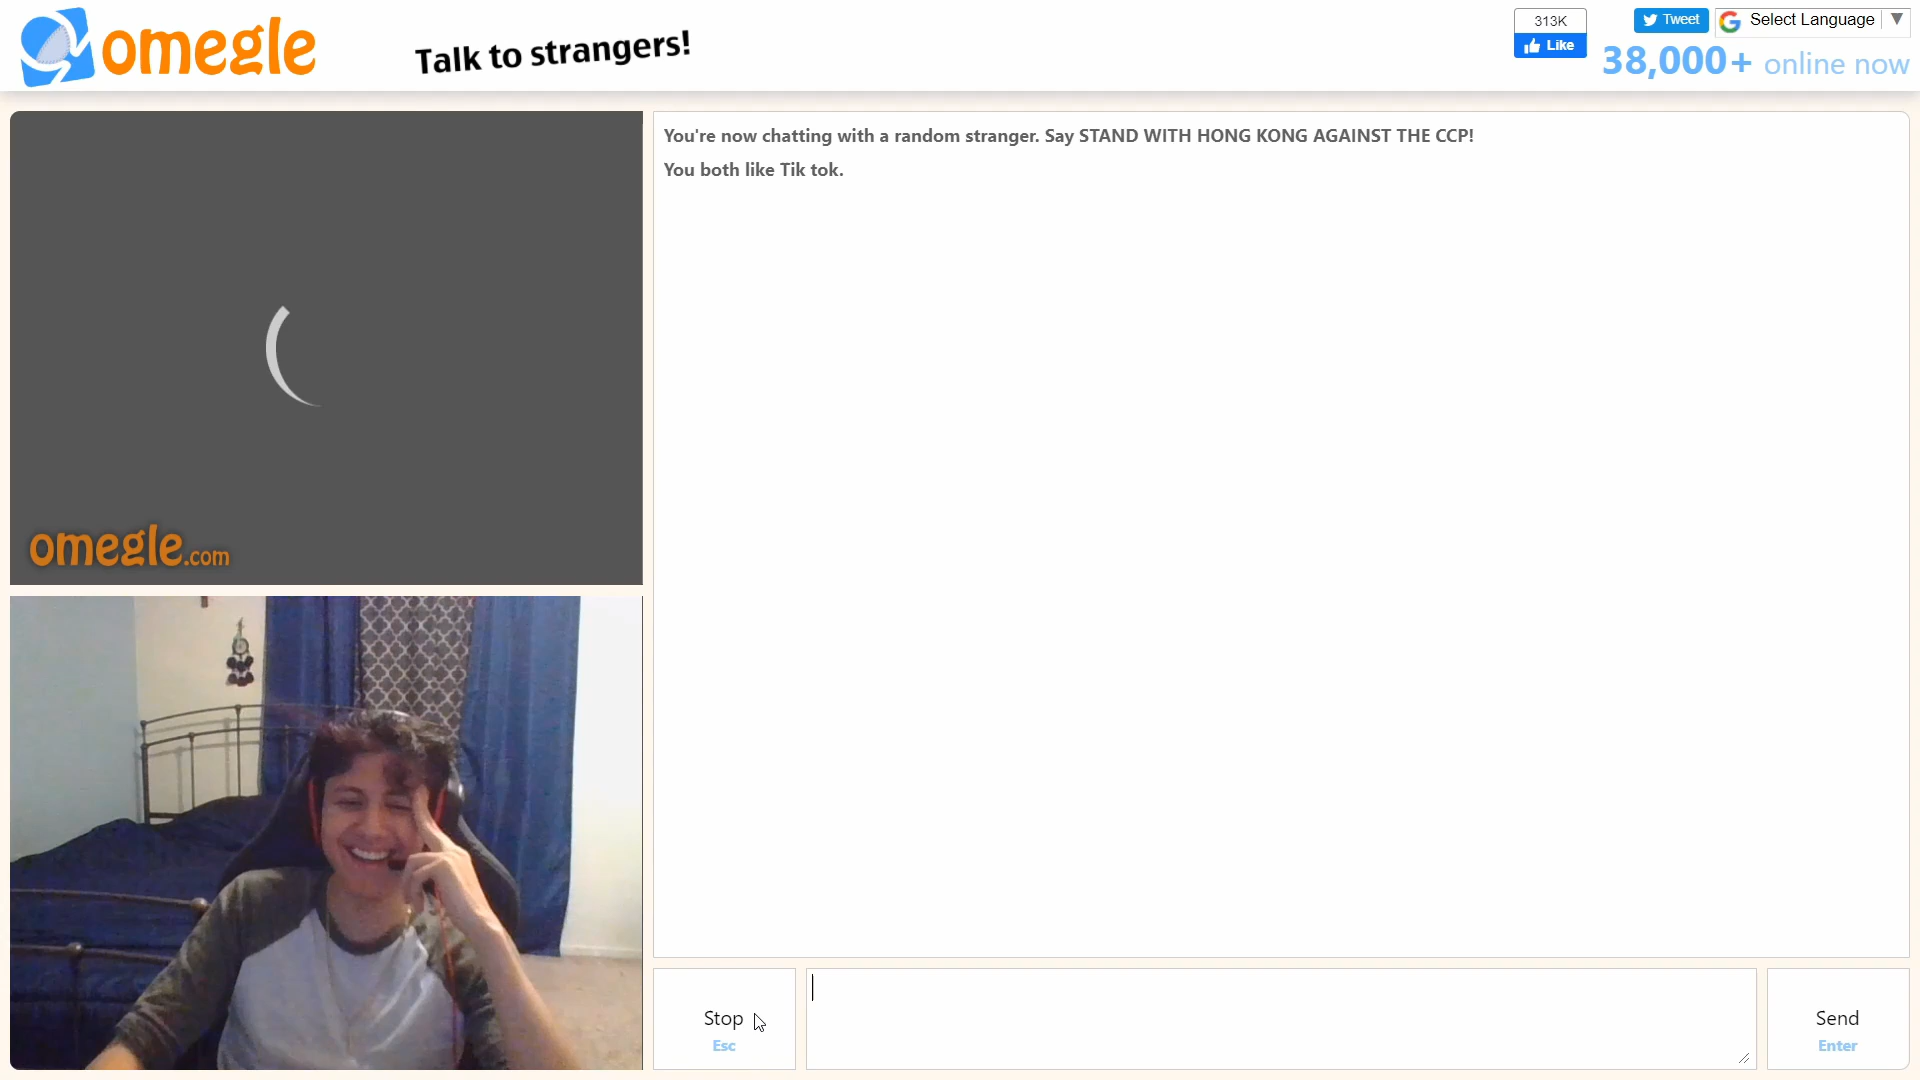 omegle
Talk to strangers!
313K
Like
Tweet
Select Language
38,000+ online now
You're now chatting with a random stranger. Say STAND WITH HONG KONG AGAINST THE CCP!
You both like Tik tok.
omegle.com
Stop
Esc
Send
Enter